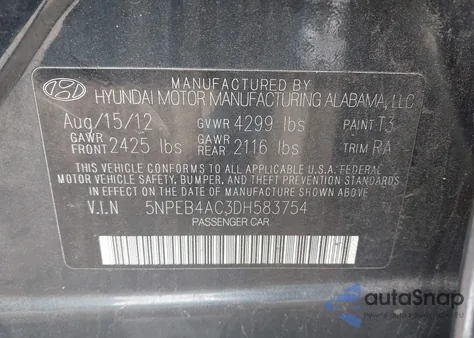 MANUFACTURED BY
HYUNDAI MOTOR MANUFACTURING ALABAMA, LLC
Aug/15/12 GVWR 4299 lbs PAINT T3
GAWR FRONT 2425 lbs GAWR REAR 2116 lbs TRIM RA
THIS VEHICLE CONFORMS TO ALL APPLICABLE U.S.A. FEDERAL
MOTOR VEHICLE SAFETY, BUMPER, AND THEFT PREVENTION STANDARDS
IN EFFECT ON THE DATE OF MANUFACTURE SHOWN ABOVE.
V.I.N 5NPEB4AC3DH583754
PASSENGER CAR
autoSnap